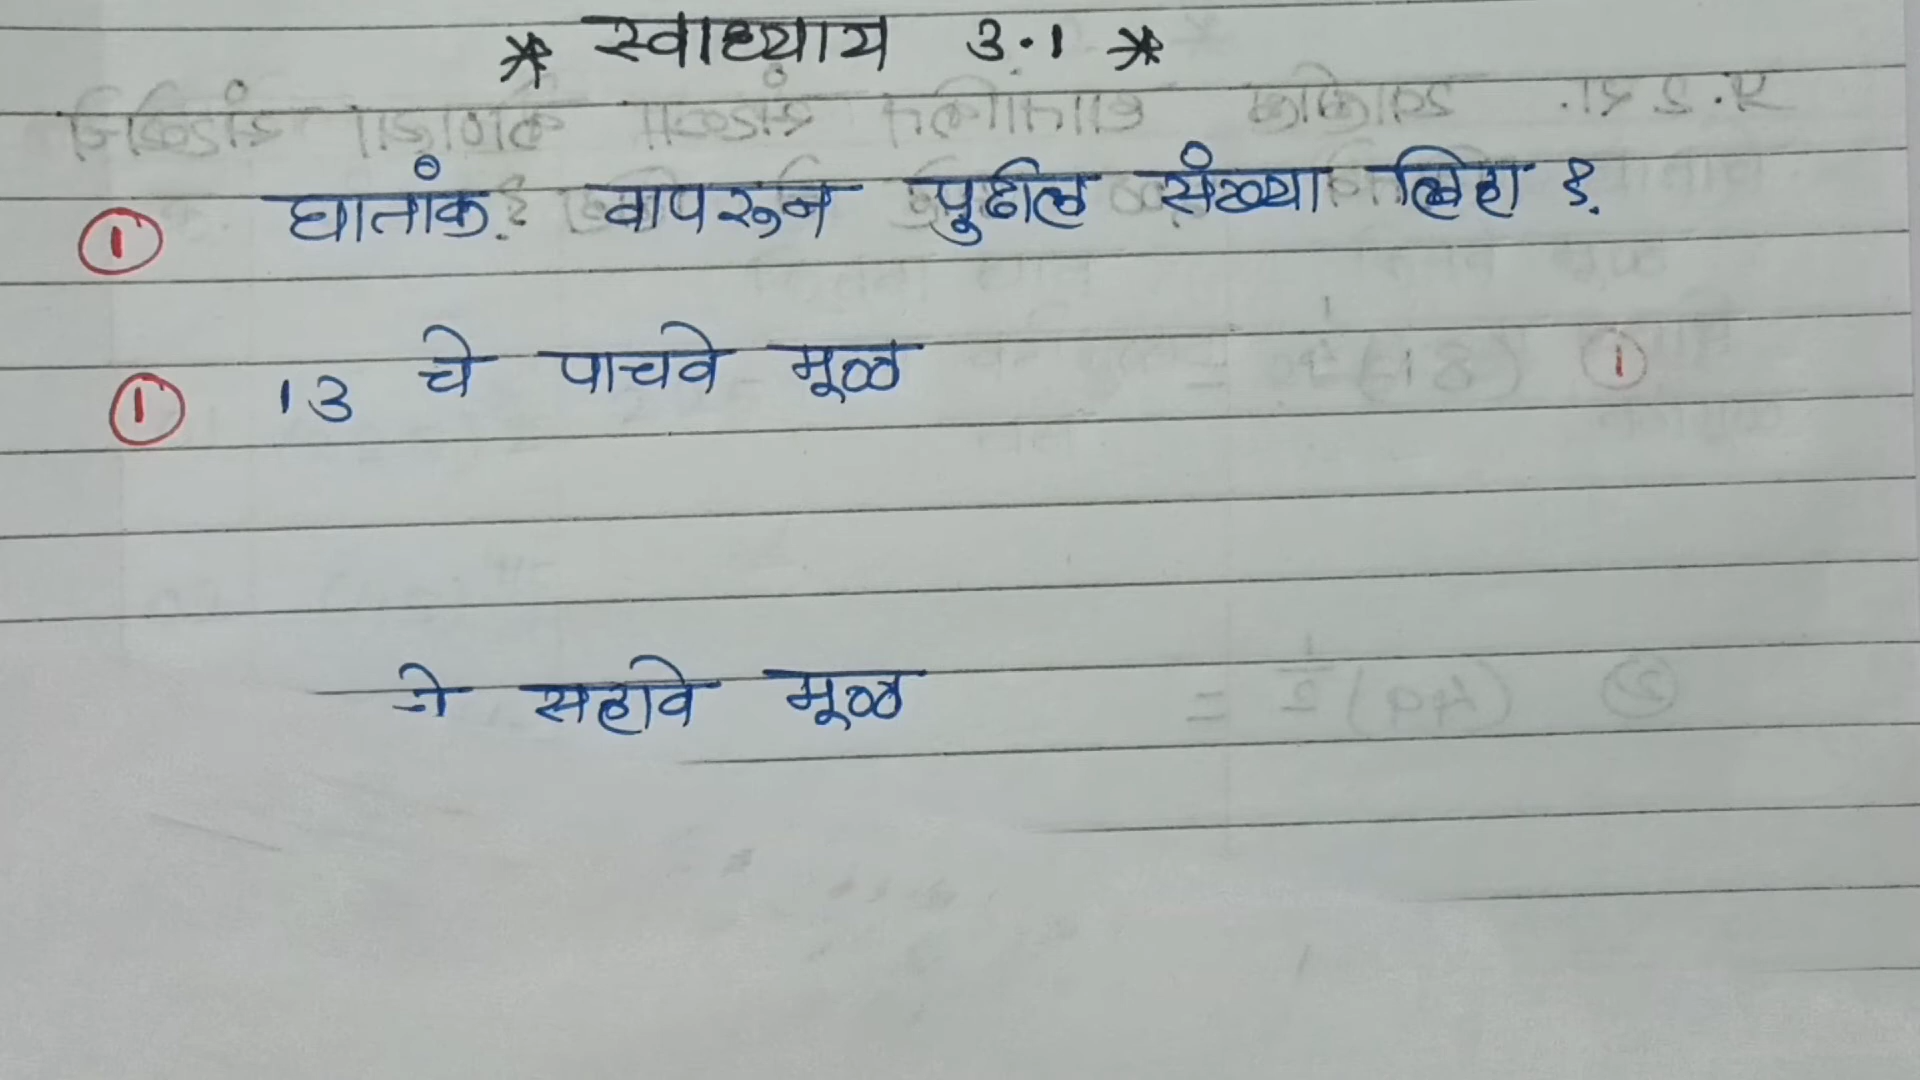 * स्वाध्याय 3.1 *
① घातांक वापरून पुढील संख्या लिहा ?
① 13 चे पाचवे मूळ
सहावे मूळ